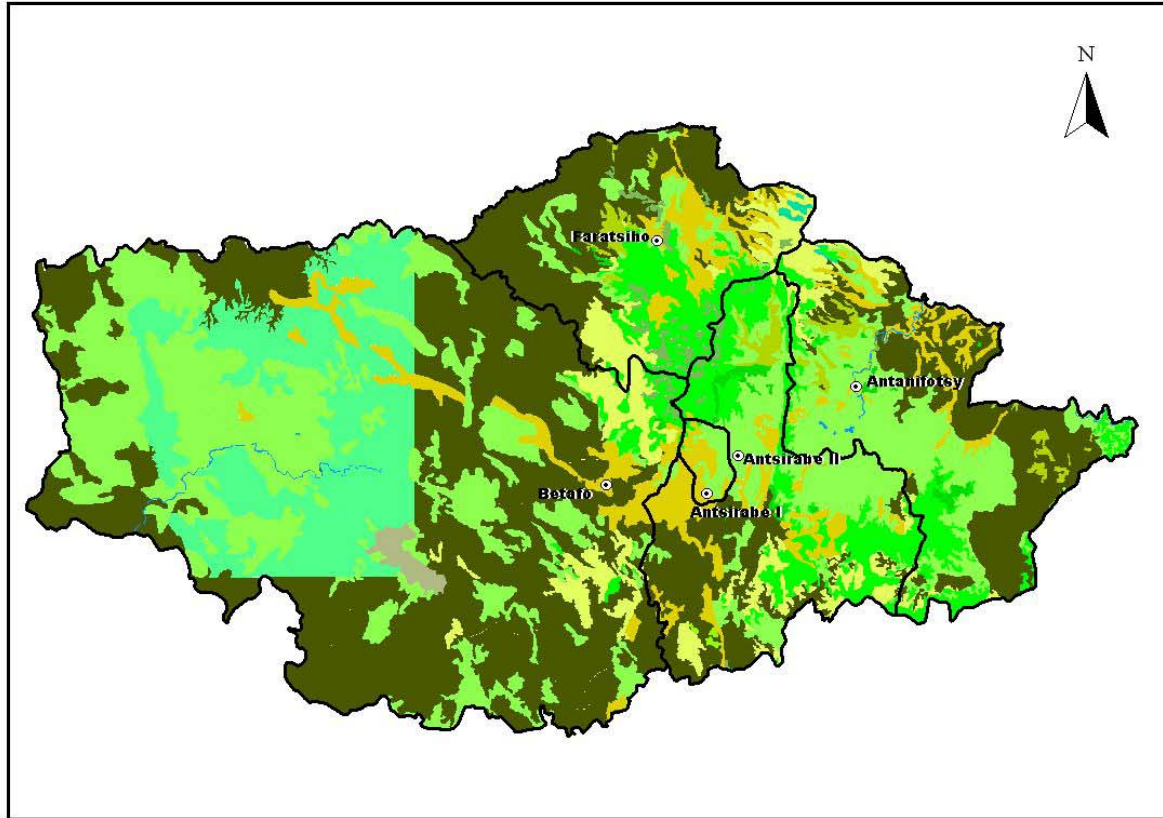 N
Faratsiho
Antanifotsy
Antsirabe II
Betafo
Antsirabe I